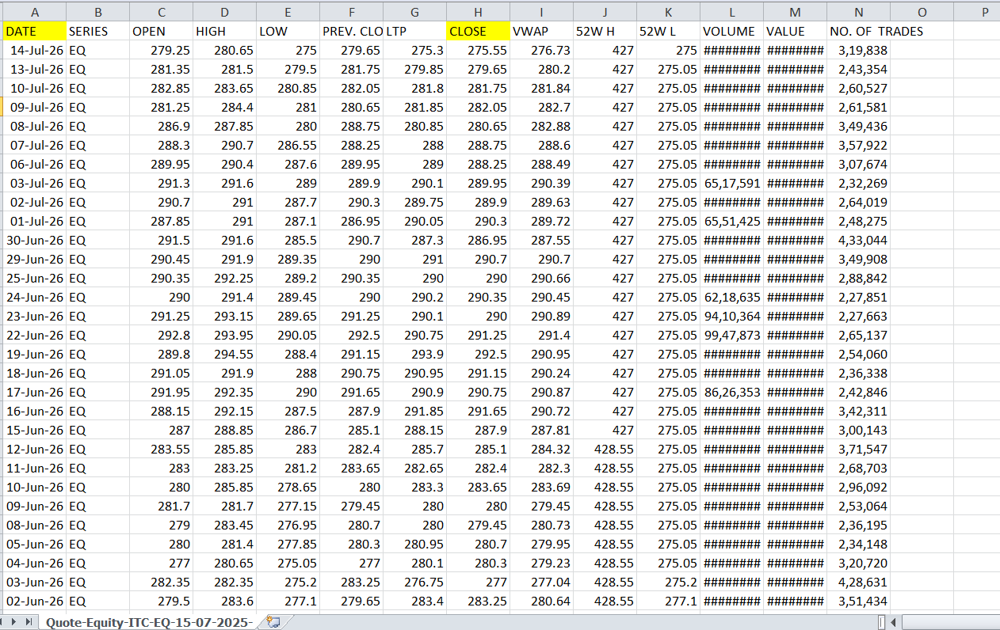 A B C D E F G H I J K L M N O P
DATE SERIES OPEN HIGH LOW PREV. CLO LTP CLOSE VWAP 52W H 52W L VOLUME VALUE NO. OF TRADES
14-Jul-26 EQ 279.25 280.65 275 279.65 275.3 275.55 276.73 427 275 ######## ######## 3,19,838
13-Jul-26 EQ 281.35 281.5 279.5 281.75 279.85 279.65 280.2 427 275.05 ######## ######## 2,43,354
10-Jul-26 EQ 282.85 283.65 280.85 282.05 281.8 281.75 281.84 427 275.05 ######## ######## 2,60,527
09-Jul-26 EQ 281.25 284.4 281 280.65 281.85 282.05 282.7 427 275.05 ######## ######## 2,61,581
08-Jul-26 EQ 286.9 287.85 280 288.75 280.85 280.65 282.88 427 275.05 ######## ######## 3,49,436
07-Jul-26 EQ 288.3 290.7 286.55 288.25 288 288.75 288.6 427 275.05 ######## ######## 3,57,922
06-Jul-26 EQ 289.95 290.4 287.6 289.95 289 288.25 288.49 427 275.05 ######## ######## 3,07,674
03-Jul-26 EQ 291.3 291.6 289 289.9 290.1 289.95 290.39 427 275.05 65,17,591 ######## 2,32,269
02-Jul-26 EQ 290.7 291 287.7 290.3 289.75 289.9 289.63 427 275.05 ######## ######## 2,64,019
01-Jul-26 EQ 287.85 291 287.1 286.95 290.05 290.3 289.72 427 275.05 65,51,425 ######## 2,48,275
30-Jun-26 EQ 291.5 291.6 285.5 290.7 287.3 286.95 287.55 427 275.05 ######## ######## 4,33,044
29-Jun-26 EQ 290.45 291.9 289.35 290 291 290.7 290.7 427 275.05 ######## ######## 3,49,908
25-Jun-26 EQ 290.35 292.25 289.2 290.35 290 290 290.66 427 275.05 ######## ######## 2,88,842
24-Jun-26 EQ 290 291.4 289.45 290 290.2 290.35 290.45 427 275.05 62,18,635 ######## 2,27,851
23-Jun-26 EQ 291.25 293.15 289.65 291.25 290.1 290 290.89 427 275.05 94,10,364 ######## 2,27,663
22-Jun-26 EQ 292.8 293.95 290.05 292.5 290.75 291.25 291.4 427 275.05 99,47,873 ######## 2,65,137
19-Jun-26 EQ 289.8 294.55 288.4 291.15 293.9 292.5 290.95 427 275.05 ######## ######## 2,54,060
18-Jun-26 EQ 291.05 291.9 288 290.75 290.95 291.15 290.24 427 275.05 ######## ######## 2,36,338
17-Jun-26 EQ 291.95 292.35 290 291.65 290.9 290.75 290.87 427 275.05 86,26,353 ######## 2,42,846
16-Jun-26 EQ 288.15 292.15 287.5 287.9 291.85 291.65 290.72 427 275.05 ######## ######## 3,42,311
15-Jun-26 EQ 287 288.85 286.7 285.1 288.15 287.9 287.81 427 275.05 ######## ######## 3,00,143
12-Jun-26 EQ 283.55 285.85 283 282.4 285.7 285.1 284.32 428.55 275.05 ######## ######## 3,71,547
11-Jun-26 EQ 283 283.25 281.2 283.65 282.65 282.4 282.3 428.55 275.05 ######## ######## 2,68,703
10-Jun-26 EQ 280 285.85 278.65 280 283.3 283.65 283.69 428.55 275.05 ######## ######## 2,96,092
09-Jun-26 EQ 281.7 281.7 277.15 279.45 280 280 279.45 428.55 275.05 ######## ######## 2,53,064
08-Jun-26 EQ 279 283.45 276.95 280.7 280 279.45 280.73 428.55 275.05 ######## ######## 2,36,195
05-Jun-26 EQ 280 281.4 277.85 280.3 280.95 280.7 279.95 428.55 275.05 ######## ######## 2,34,148
04-Jun-26 EQ 277 280.65 275.05 277 280.1 280.3 279.23 428.55 275.05 ######## ######## 3,20,720
03-Jun-26 EQ 282.35 282.35 275.2 283.25 276.75 277 277.04 428.55 275.2 ######## ######## 4,28,631
02-Jun-26 EQ 279.5 283.6 277.1 279.65 283.4 283.25 280.64 428.55 277.1 ######## ######## 3,51,434
Quote-Equity-ITC-EQ-15-07-2025-